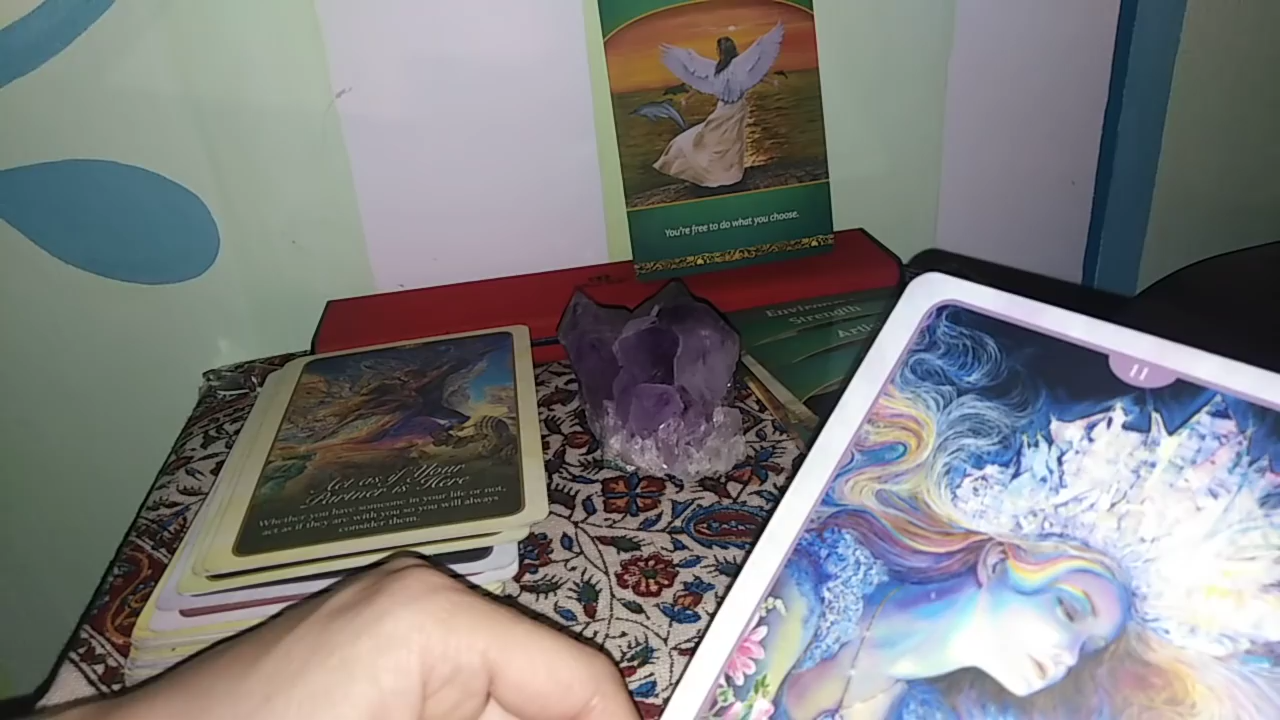 You're free to do what you choose.
Strength
11
Act as if Your
Partner is Here
Whether you have someone in your life or not,
act as if they are with you so you will always
consider them.